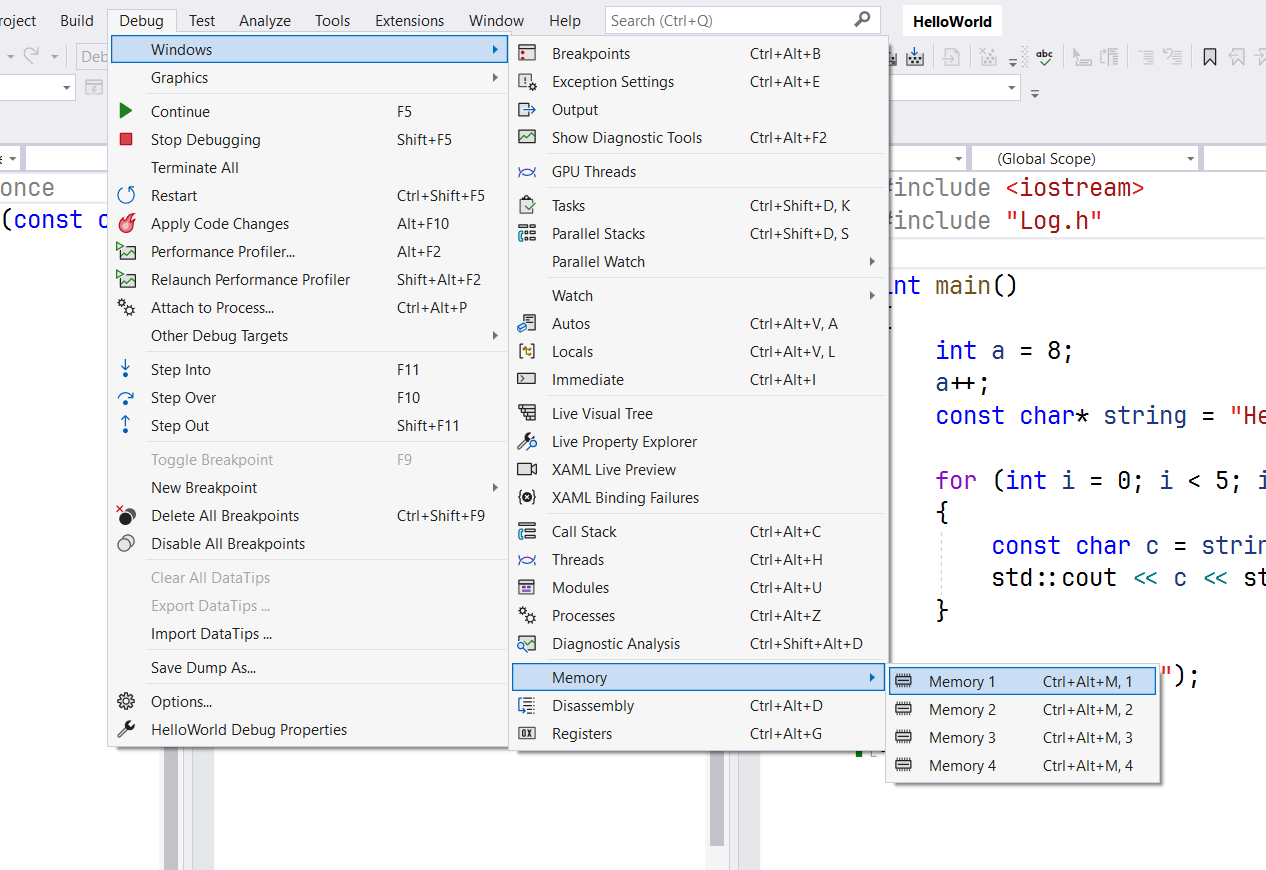 roject Build Debug Test Analyze Tools Extensions Window Help Search (Ctrl+Q) HelloWorld
Deb
Windows
Graphics
Continue F5
Stop Debugging Shift+F5
Terminate All
Restart Ctrl+Shift+F5
Apply Code Changes Alt+F10
Performance Profiler... Alt+F2
Relaunch Performance Profiler Shift+Alt+F2
Attach to Process... Ctrl+Alt+P
Other Debug Targets
Step Into F11
Step Over F10
Step Out Shift+F11
Toggle Breakpoint F9
New Breakpoint
Delete All Breakpoints Ctrl+Shift+F9
Disable All Breakpoints
Clear All DataTips
Export DataTips ...
Import DataTips ...
Save Dump As...
Options...
HelloWorld Debug Properties
Breakpoints Ctrl+Alt+B
Exception Settings Ctrl+Alt+E
Output
Show Diagnostic Tools Ctrl+Alt+F2
GPU Threads
Tasks Ctrl+Shift+D, K
Parallel Stacks Ctrl+Shift+D, S
Parallel Watch
Watch
Autos Ctrl+Alt+V, A
Locals Ctrl+Alt+V, L
Immediate Ctrl+Alt+I
Live Visual Tree
Live Property Explorer
XAML Live Preview
XAML Binding Failures
Call Stack Ctrl+Alt+C
Threads Ctrl+Alt+H
Modules Ctrl+Alt+U
Processes Ctrl+Alt+Z
Diagnostic Analysis Ctrl+Shift+Alt+D
Memory
Disassembly Ctrl+Alt+D
Registers Ctrl+Alt+G
Memory 1 Ctrl+Alt+M, 1
Memory 2 Ctrl+Alt+M, 2
Memory 3 Ctrl+Alt+M, 3
Memory 4 Ctrl+Alt+M, 4
abc
(Global Scope)
once
(const c
#include <iostream>
#include "Log.h"
int main()
int a = 8;
a++;
const char* string = "He
for (int i = 0; i < 5; i
{
const char c = strin
std::cout << c << st
}
");